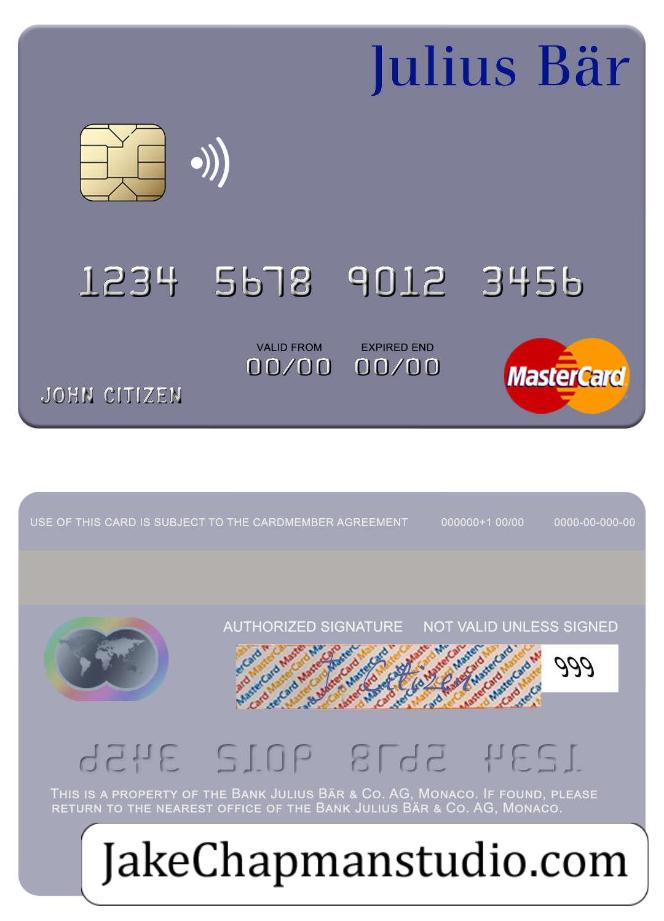 Julius Bär
1234 5678 9012 3456
VALID FROM EXPIRED END
00/00 00/00
JOHN CITIZEN
MasterCard
USE OF THIS CARD IS SUBJECT TO THE CARDMEMBER AGREEMENT 000000+1 00/00 0000-00-000-00
AUTHORIZED SIGNATURE NOT VALID UNLESS SIGNED
J. Citizen 999
THIS IS A PROPERTY OF THE BANK JULIUS BÄR & CO. AG, MONACO. IF FOUND, PLEASE
RETURN TO THE NEAREST OFFICE OF THE BANK JULIUS BÄR & CO. AG, MONACO.
JakeChapmanstudio.com